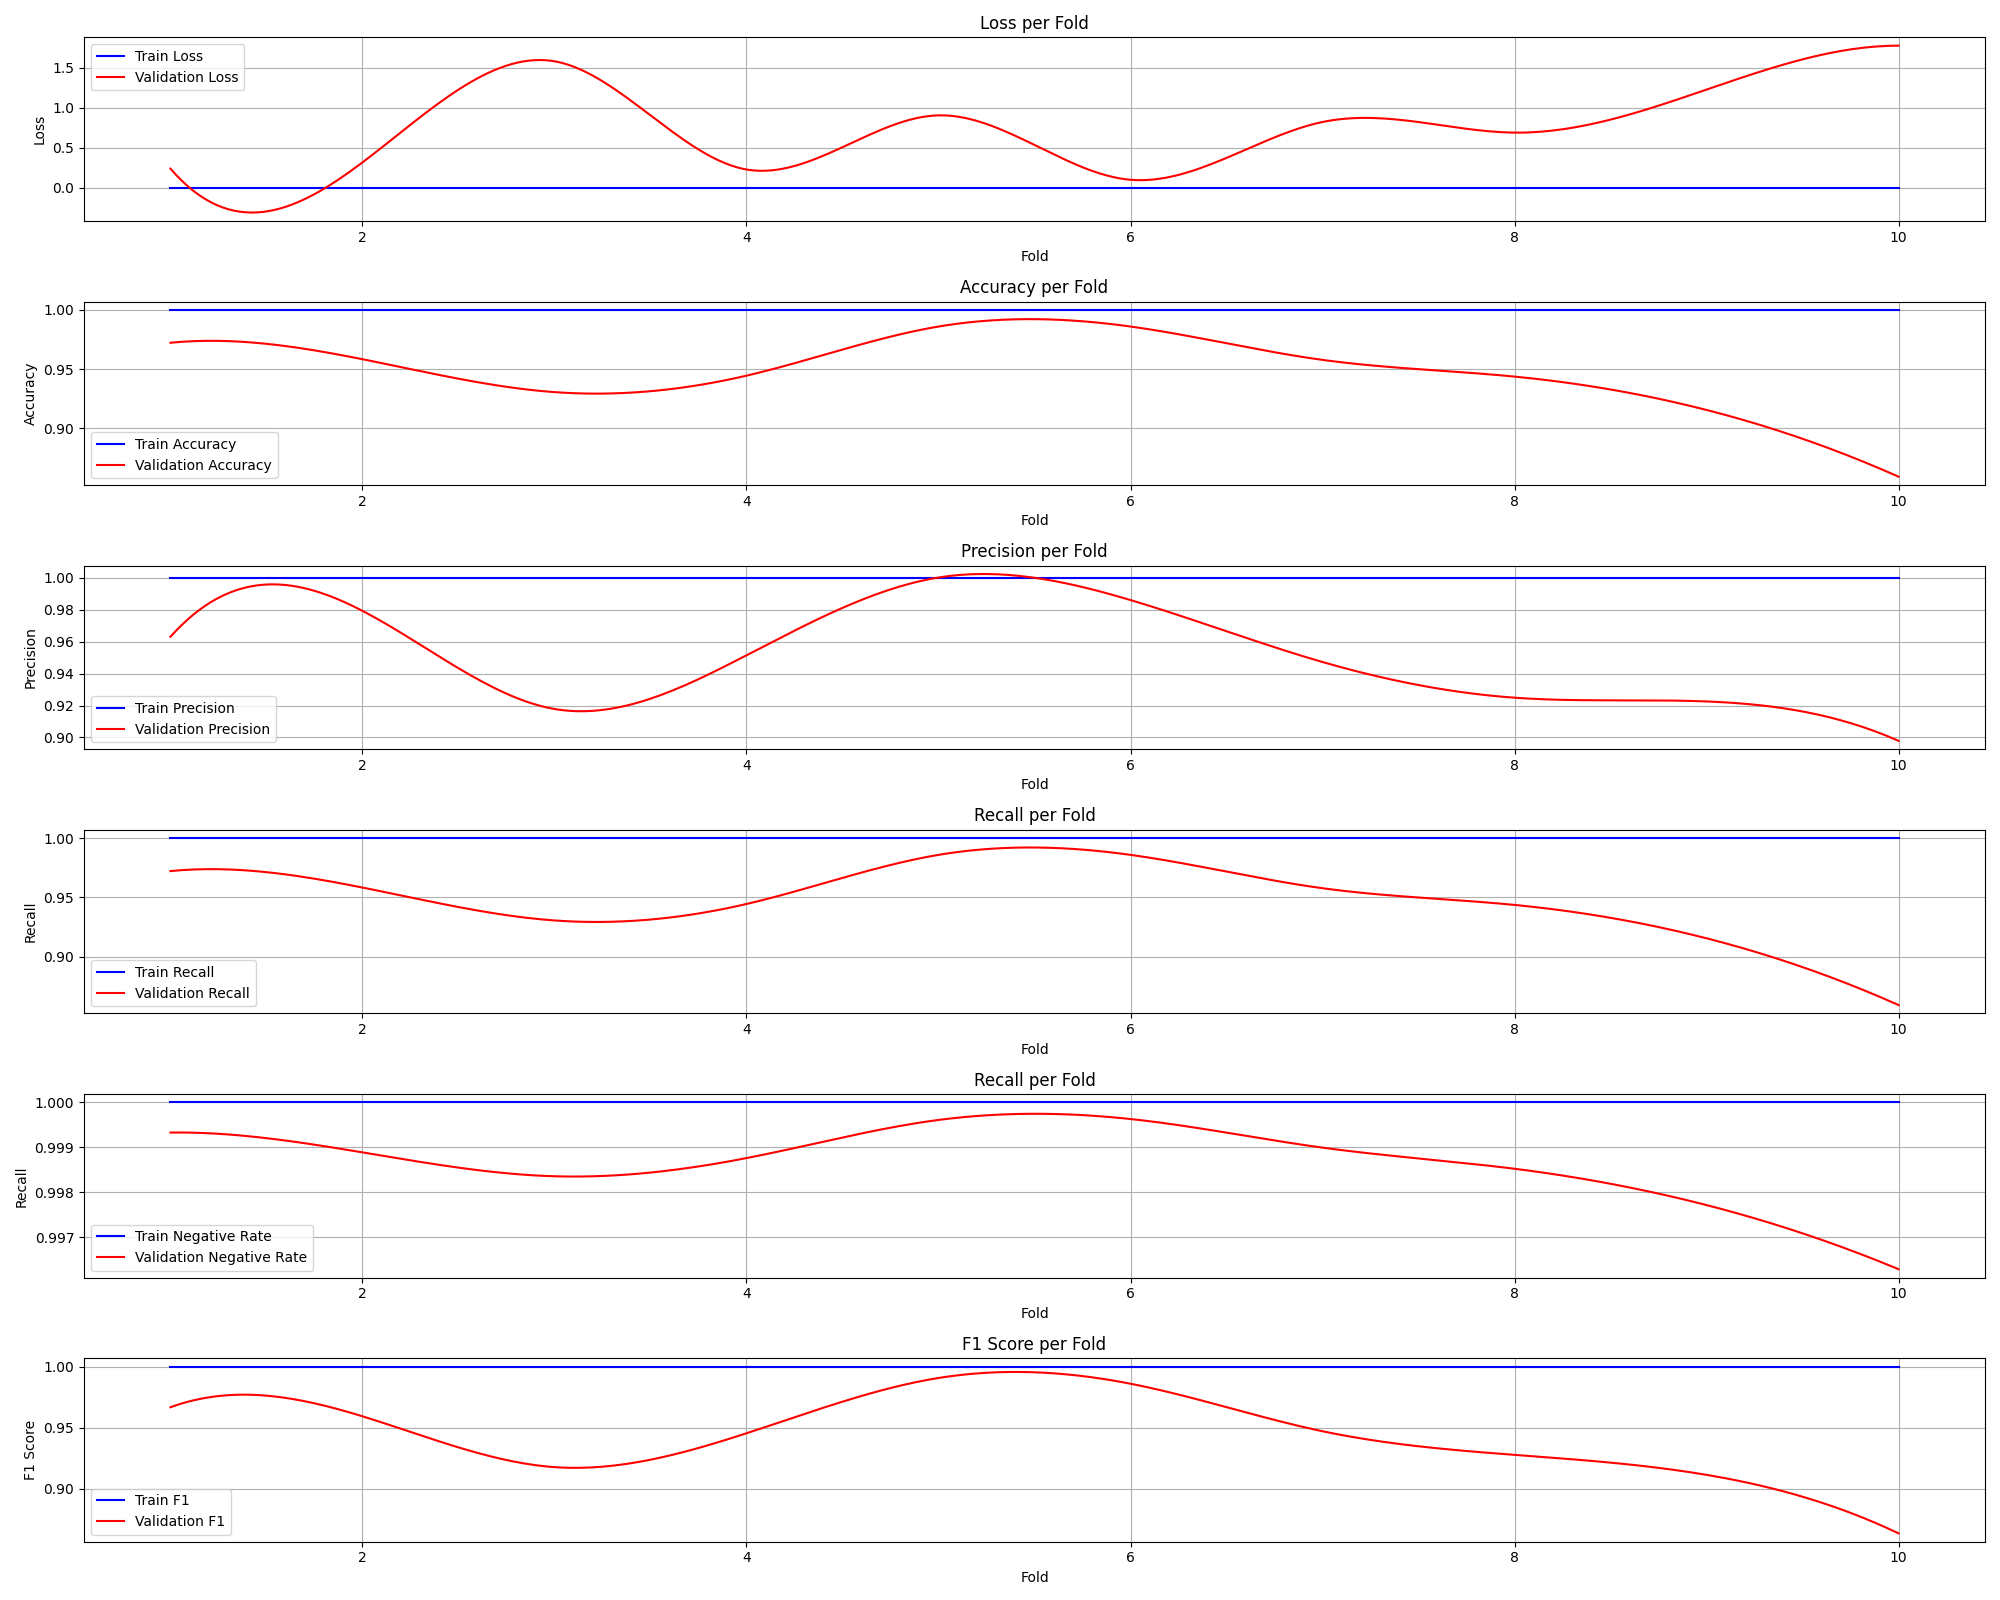 Loss per Fold
Train Loss
Validation Loss
Loss
1.5
1.0
0.5
0.0
2 4 6 8 10
Fold
Accuracy per Fold
Accuracy
1.00
0.95
0.90
Train Accuracy
Validation Accuracy
2 4 6 8 10
Fold
Precision per Fold
Precision
1.00
0.98
0.96
0.94
0.92
0.90
Train Precision
Validation Precision
2 4 6 8 10
Fold
Recall per Fold
Recall
1.00
0.95
0.90
Train Recall
Validation Recall
2 4 6 8 10
Fold
Recall per Fold
Recall
1.000
0.999
0.998
0.997
Train Negative Rate
Validation Negative Rate
2 4 6 8 10
Fold
F1 Score per Fold
F1 Score
1.00
0.95
0.90
Train F1
Validation F1
2 4 6 8 10
Fold